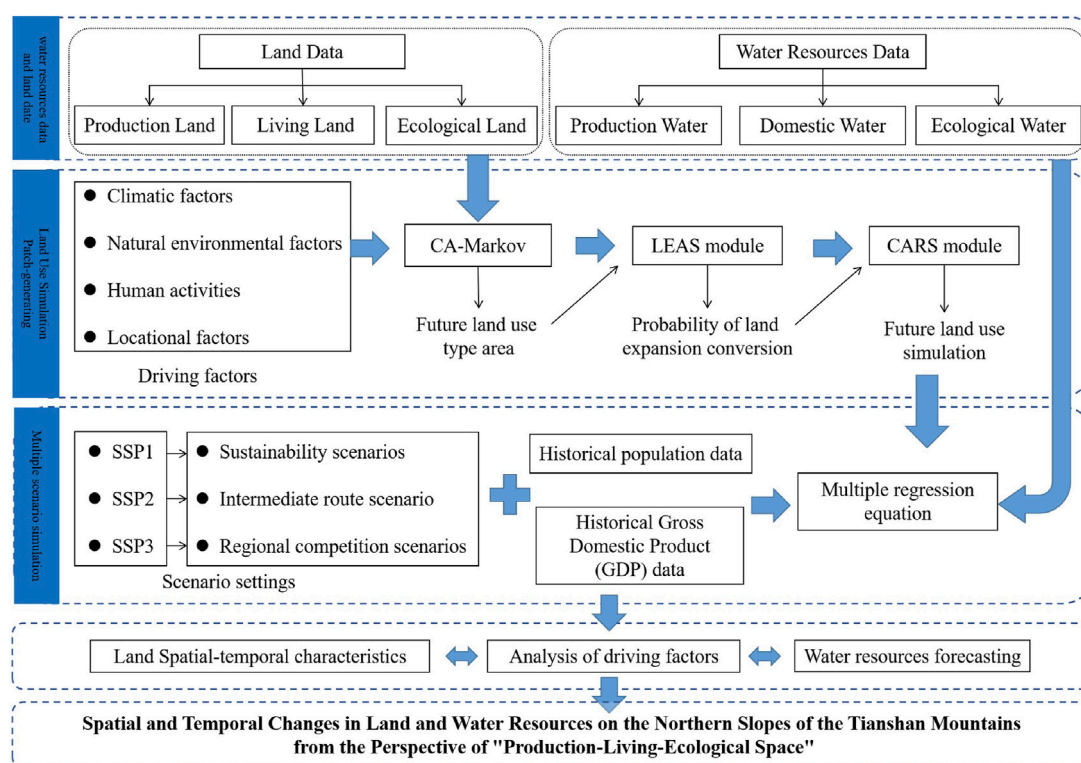 water resources data
and land date
Land Data
Production Land
Living Land
Ecological Land
Water Resources Data
Production Water
Domestic Water
Ecological Water
Land Use Simulation
Patch-generating
● Climatic factors
● Natural environmental factors
● Human activities
● Locational factors
Driving factors
CA-Markov
LEAS module
CARS module
Future land use
type area
Probability of land
expansion conversion
Future land use
simulation
Multiple scenario simulation
● SSP1
● SSP2
● SSP3
● Sustainability scenarios
● Intermediate route scenario
● Regional competition scenarios
Scenario settings
Historical population data
Historical Gross
Domestic Product
(GDP) data
Multiple regression
equation
Land Spatial-temporal characteristics
Analysis of driving factors
Water resources forecasting
Spatial and Temporal Changes in Land and Water Resources on the Northern Slopes of the Tianshan Mountains
from the Perspective of "Production-Living-Ecological Space"